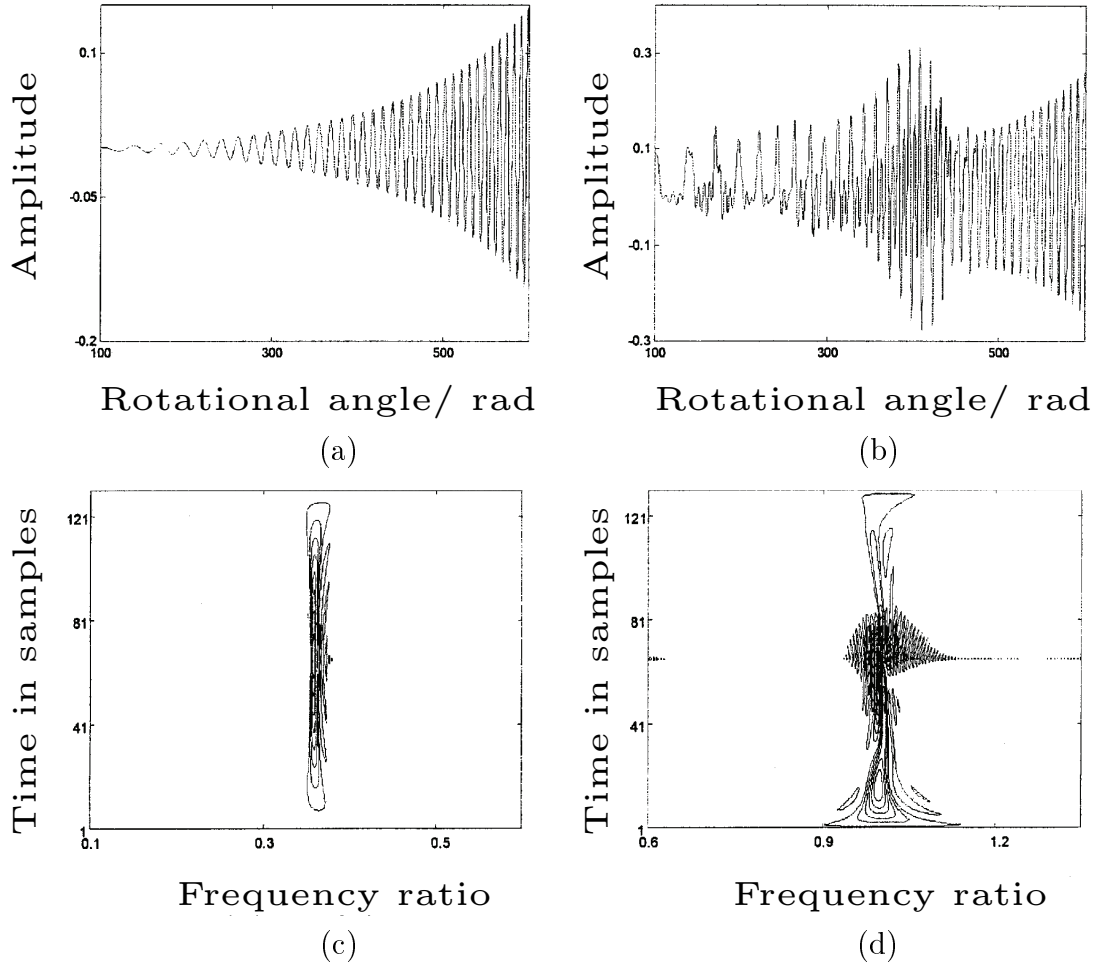 0.1
-0.05
-0.2
100
300
500
Amplitude
Rotational angle/ rad
(a)
0.3
0.1
-0.1
-0.3
100
300
500
Amplitude
Rotational angle/ rad
(b)
121
81
41
1
0.1
0.3
0.5
Time in samples
Frequency ratio
(c)
121
81
41
1
0.6
0.9
1.2
Time in samples
Frequency ratio
(d)